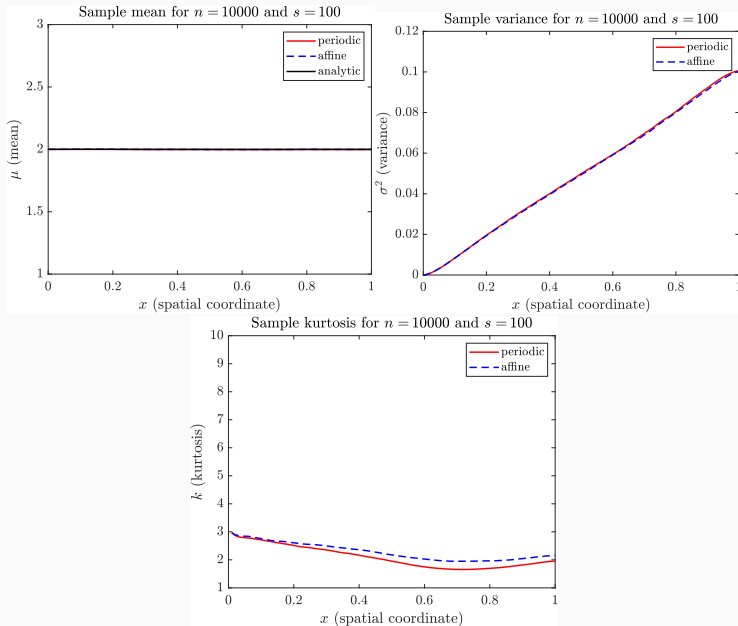 Sample mean for n = 10000 and s = 100
3
2.5
2
1.5
1
μ (mean)
periodic
affine
analytic
0 0.2 0.4 0.6 0.8 1
x (spatial coordinate)
Sample variance for n = 10000 and s = 100
0.12
0.1
0.08
0.06
0.04
0.02
0
σ² (variance)
periodic
affine
0 0.2 0.4 0.6 0.8 1
x (spatial coordinate)
Sample kurtosis for n = 10000 and s = 100
10
9
8
7
6
5
4
3
2
1
k (kurtosis)
periodic
affine
0 0.2 0.4 0.6 0.8 1
x (spatial coordinate)